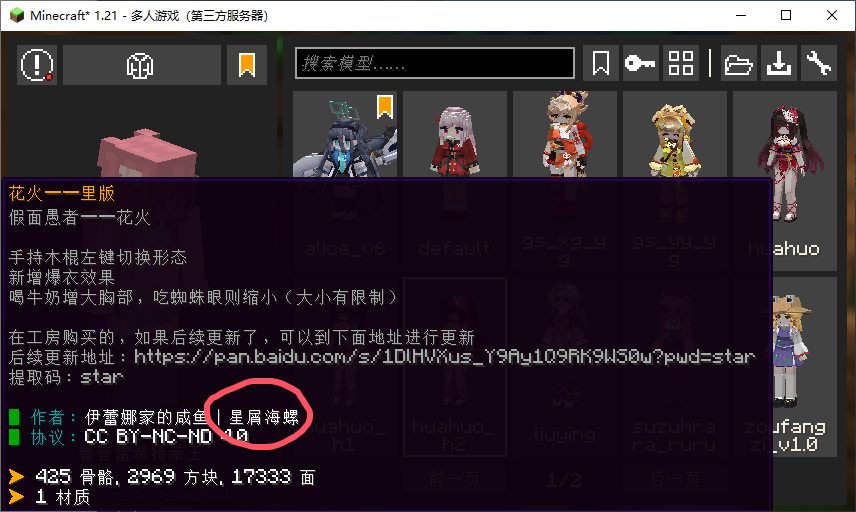 Minecraft* 1.21 - 多人游戏（第三方服务器）
搜索模型……
alice_v6
default
gs_xg_y
g
gs_yy_y
g
huahuo
花火——里版
假面愚者——花火
手持木棍左键切换形态
新增爆衣效果
喝牛奶增大胸部，吃蜘蛛眼则缩小（大小有限制）
在工房购买的，如果后续更新了，可以到下面地址进行更新
后续更新地址：https://pan.baidu.com/s/1DlHVXus_Y9Ay1Q9RK9WS0w?pwd=star
提取码：star
作者：伊蕾娜家的咸鱼 | 星屑海螺
协议：CC BY-NC-ND 4.0
425 骨骼, 2969 方块, 17333 面
1 材质
huahuo_
h1
huahuo_
h2
liuying
suzuhra
ra_ruru
zoufang
zi_v1.0
前一页
1/2
后一页